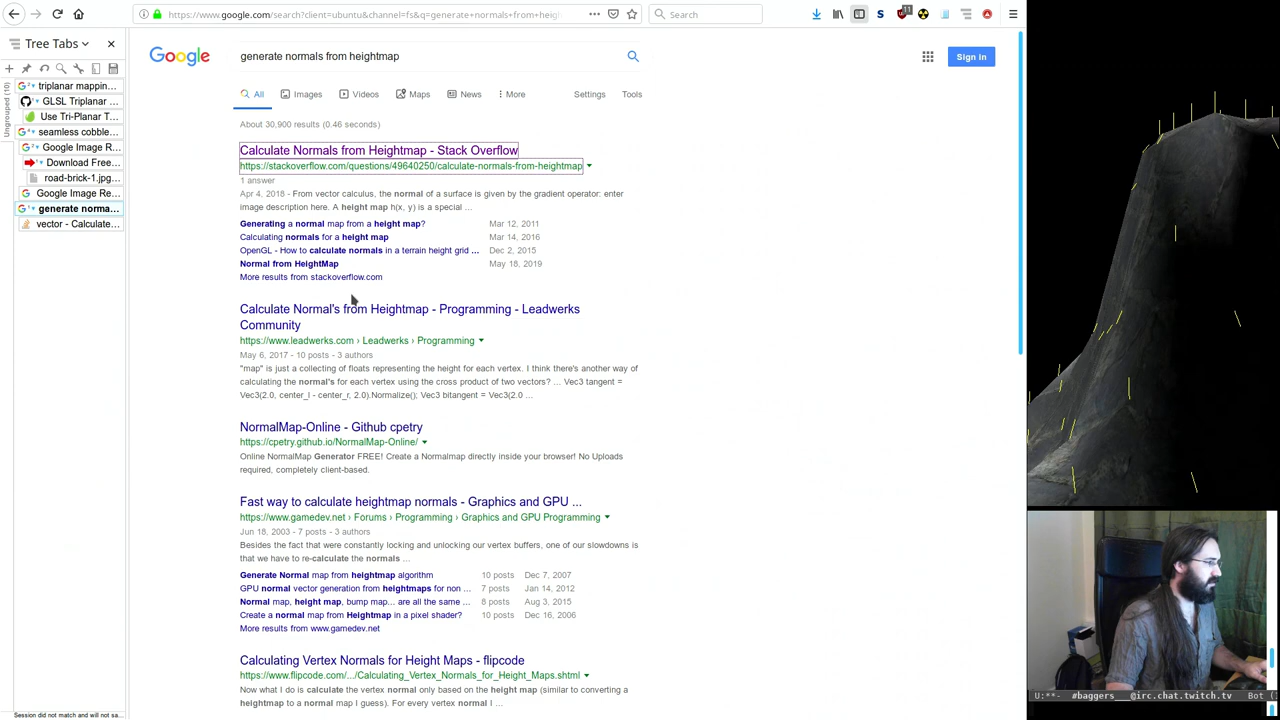 https://www.google.com/search?client=ubuntu&channel=fs&q=generate+normals+from+heig
Search
11
Tree Tabs
Ungrouped (10)
triplanar mappin...
GLSL Triplanar ...
Use Tri-Planar T...
seamless cobble...
Google Image R...
Download Free...
road-brick-1.jpg...
Google Image Re...
generate norma...
vector - Calculate...
Session did not match and will not sa...
Google
generate normals from heightmap
Sign in
All
Images
Videos
Maps
News
More
Settings
Tools
About 30,900 results (0.46 seconds)
Calculate Normals from Heightmap - Stack Overflow
https://stackoverflow.com/questions/49640250/calculate-normals-from-heightmap
1 answer
Apr 4, 2018 - From vector calculus, the normal of a surface is given by the gradient operator: enter
image description here. A height map h(x, y) is a special ...
Generating a normal map from a height map? Mar 12, 2011
Calculating normals for a height map Mar 14, 2016
OpenGL - How to calculate normals in a terrain height grid ... Dec 2, 2015
Normal from HeightMap May 18, 2019
More results from stackoverflow.com
Calculate Normal's from Heightmap - Programming - Leadwerks
Community
https://www.leadwerks.com › Leadwerks › Programming
May 6, 2017 - 10 posts - 3 authors
"map" is just a collecting of floats representing the height for each vertex. I think there's another way of
calculating the normal's for each vertex using the cross product of two vectors? ... Vec3 tangent =
Vec3(2.0, center_l - center_r, 2.0).Normalize(); Vec3 bitangent = Vec3(2.0 ...
NormalMap-Online - Github cpetry
https://cpetry.github.io/NormalMap-Online/
Online NormalMap Generator FREE! Create a Normalmap directly inside your browser! No Uploads
required, completely client-based.
Fast way to calculate heightmap normals - Graphics and GPU ...
https://www.gamedev.net › Forums › Programming › Graphics and GPU Programming
Jun 18, 2003 - 7 posts - 3 authors
Besides the fact that were constantly locking and unlocking our vertex buffers, one of our slowdowns is
that we have to re-calculate the normals ...
Generate Normal map from heightmap algorithm 10 posts Dec 7, 2007
GPU normal vector generation from heightmaps for non ... 7 posts Jan 14, 2012
Normal map, height map, bump map... are all the same ... 8 posts Aug 3, 2015
Create a normal map from Heightmap in a pixel shader? 10 posts Dec 16, 2006
More results from www.gamedev.net
Calculating Vertex Normals for Height Maps - flipcode
https://www.flipcode.com/.../Calculating_Vertex_Normals_for_Height_Maps.shtml
Now what I do is calculate the vertex normal only based on the height map (similar to converting a
heightmap to a normal map I guess). For every vertex normal I ...
U:**- #baggers___@irc.chat.twitch.tv Bot (